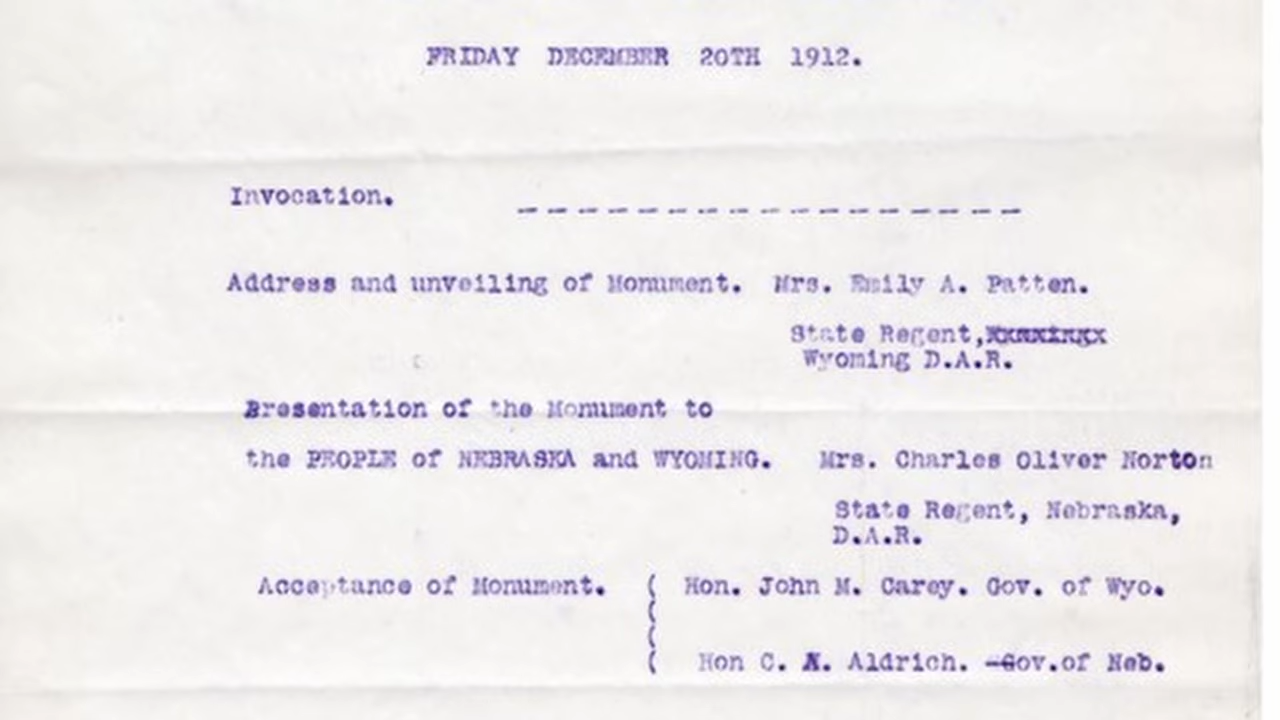 FRIDAY DECEMBER 20TH 1912.
Invocation. _ _ _ _ _ _ _ _ _ _ _ _ _ _ _ _ _
Address and unveiling of Monument. Mrs. Emily A. Patten.
State Regent,
Wyoming D.A.R.
Presentation of the Monument to
the PEOPLE of NEBRASKA and WYOMING. Mrs. Charles Oliver Norton
State Regent, Nebraska,
D.A.R.
Acceptance of Monument. ( Hon. John M. Carey. Gov. of Wyo.
Hon C. Aldrich. -Gov.of Neb.